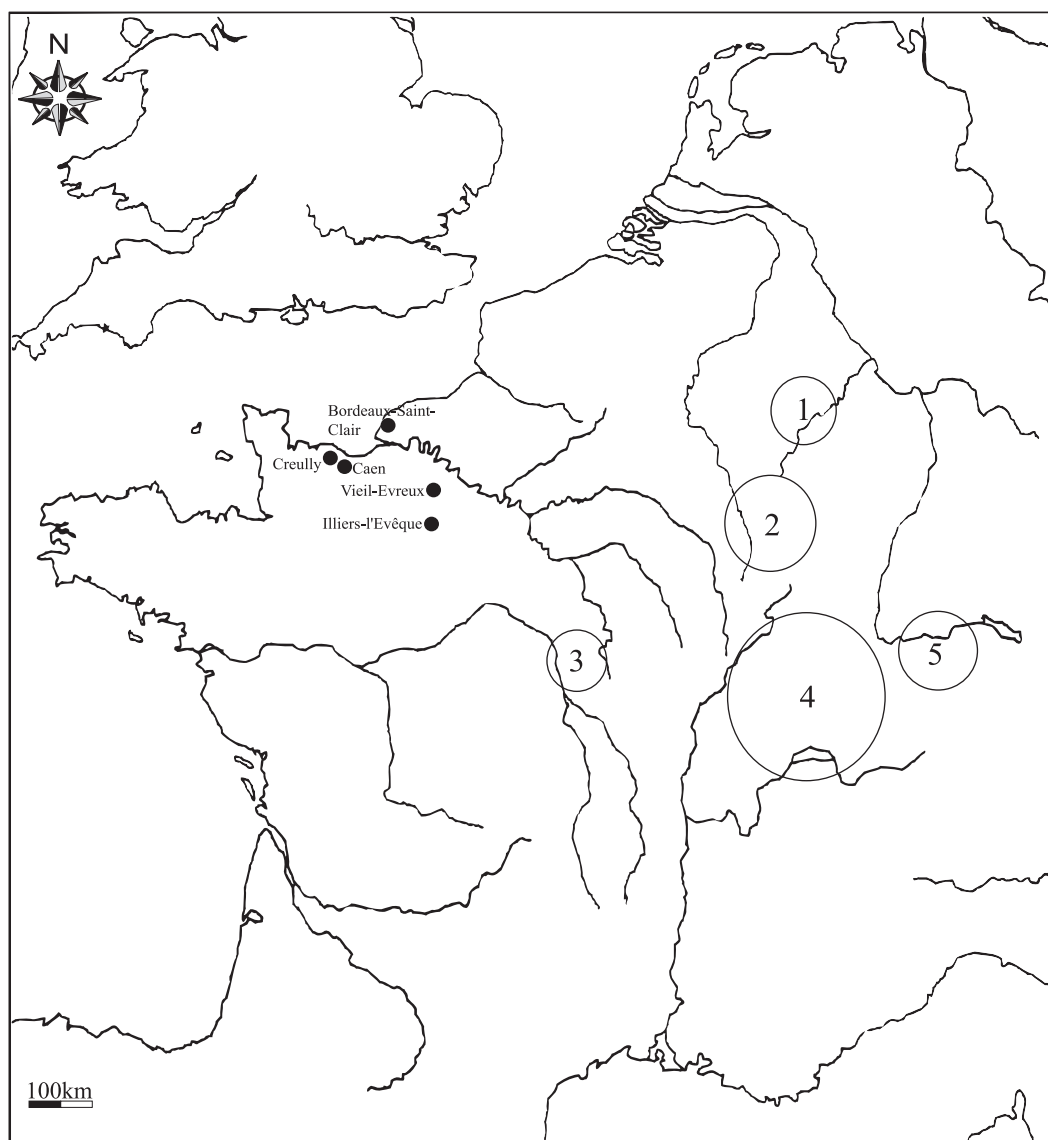 N
Bordeaux-Saint-
Clair
Creully
Caen
Vieil-Evreux
Illiers-l'Evêque
1
2
3
4
5
100km